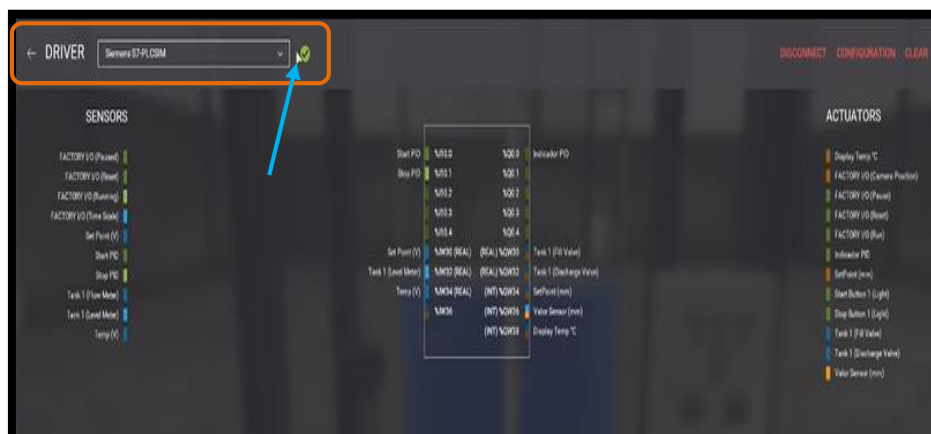 ← DRIVER Siemens S7-PLCSIM
DISCONNECT CONFIGURATION CLEAR
SENSORS
FACTORY I/O (Paused)
FACTORY I/O (Reset)
FACTORY I/O (Running)
FACTORY I/O (Time Scale)
Set Point (V)
Start PID
Stop PID
Tank 1 (Flow Meter)
Tank 1 (Level Meter)
Temp (V)
Start PID %I10.0 %Q0.0 Indicador PID
Stop PID %I10.1 %Q0.1
%I10.2 %Q0.2
%I10.3 %Q0.3
%I10.4 %Q0.4
Set Point (V) %IW30 (REAL) (REAL) %QW30 Tank 1 (Fill Valve)
Tank 1 (Level Meter) %IW32 (REAL) (REAL) %QW32 Tank 1 (Discharge Valve)
Temp (V) %IW34 (REAL) (INT) %QW34 SetPoint (mm)
%IW36 (INT) %QW36 Valor Sensor (mm)
(INT) %QW38 Display Temp °C
ACTUATORS
Display Temp °C
FACTORY I/O (Camera Position)
FACTORY I/O (Pause)
FACTORY I/O (Reset)
FACTORY I/O (Run)
Indicador PID
SetPoint (mm)
Start Button 1 (Light)
Stop Button 1 (Light)
Tank 1 (Fill Valve)
Tank 1 (Discharge Valve)
Valor Sensor (mm)